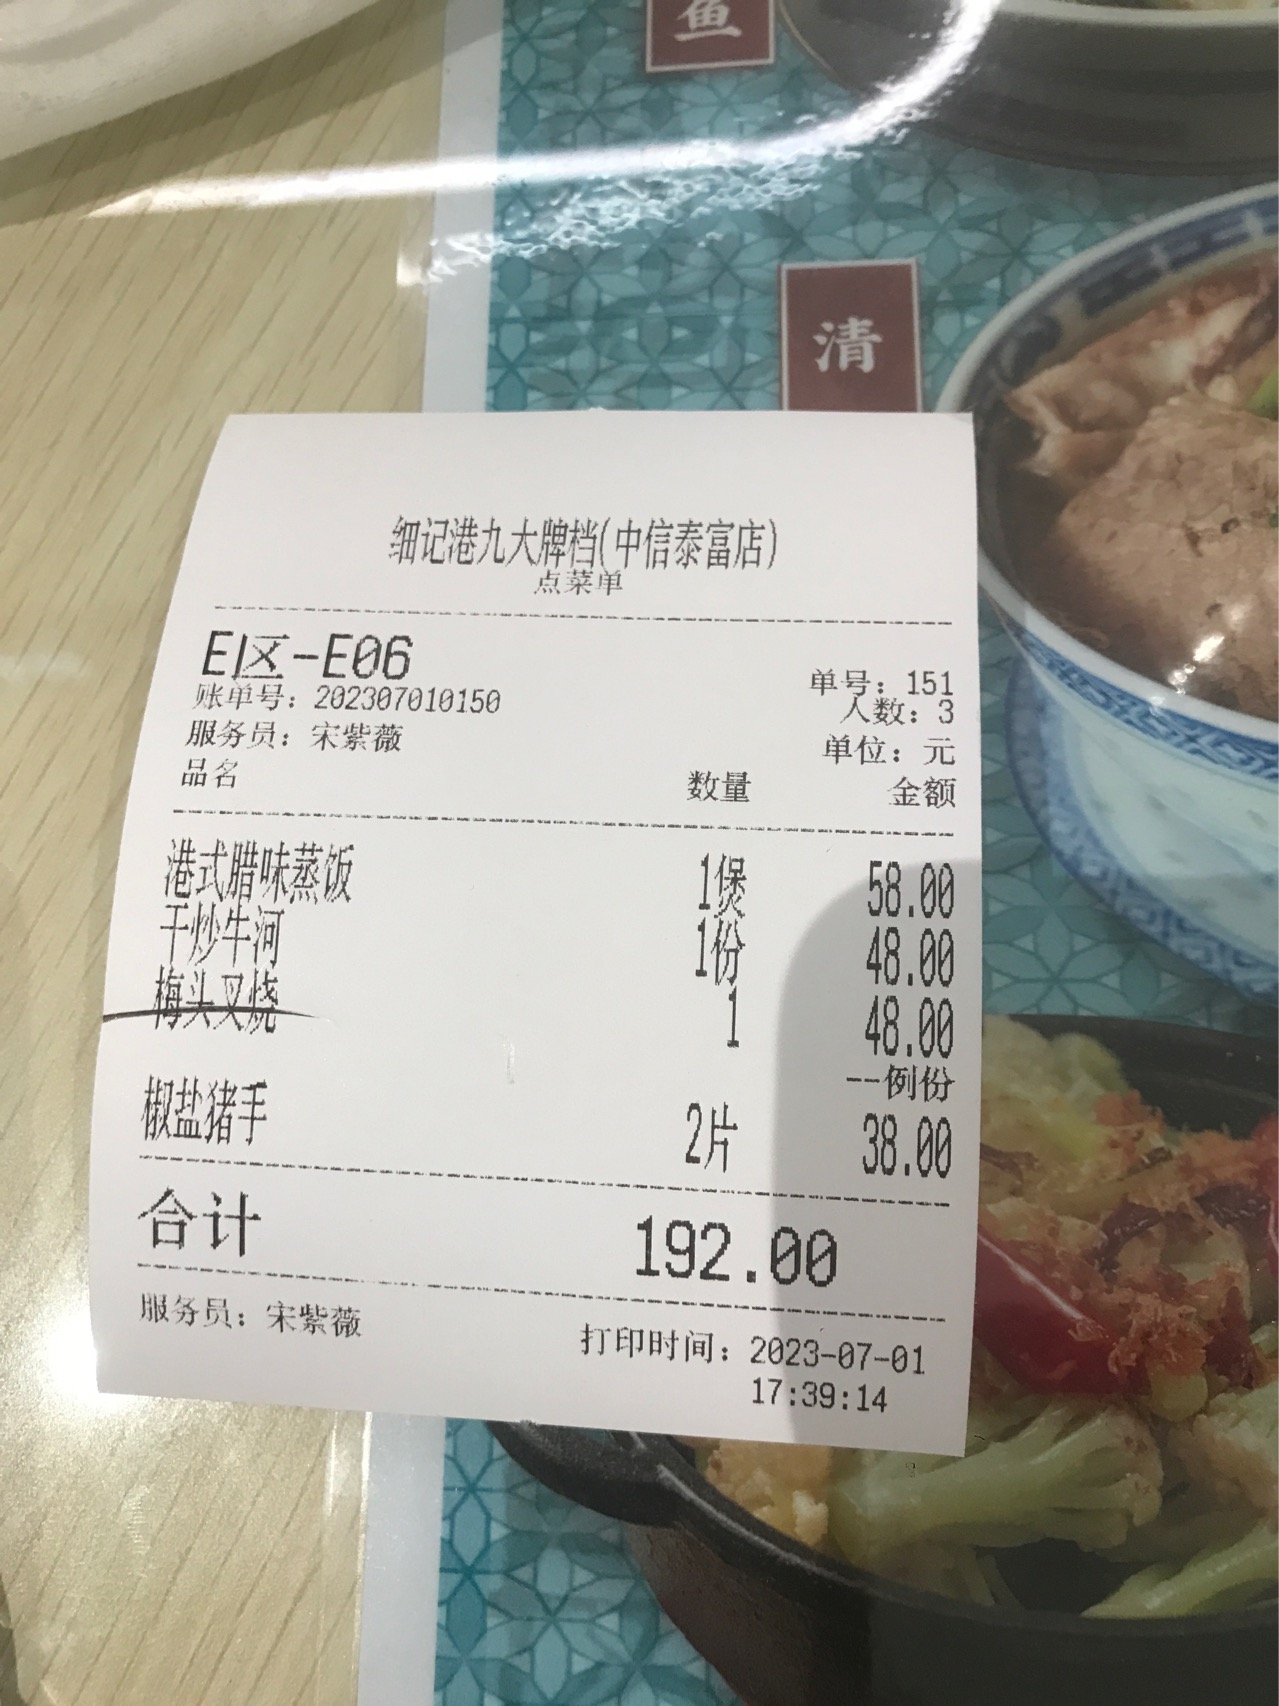 鱼
清
细记港九大牌档(中信泰富店)
点菜单
E区-E06
单号：151
账单号：202307010150
人数：3
服务员：宋紫薇
单位：元
品名 数量 金额
港式腊味蒸饭 1煲 58.00
干炒牛河 1份 48.00
梅头叉烧 1 48.00
--例份
椒盐猪手 2片 38.00
合计 192.00
服务员：宋紫薇
打印时间：2023-07-01
17:39:14